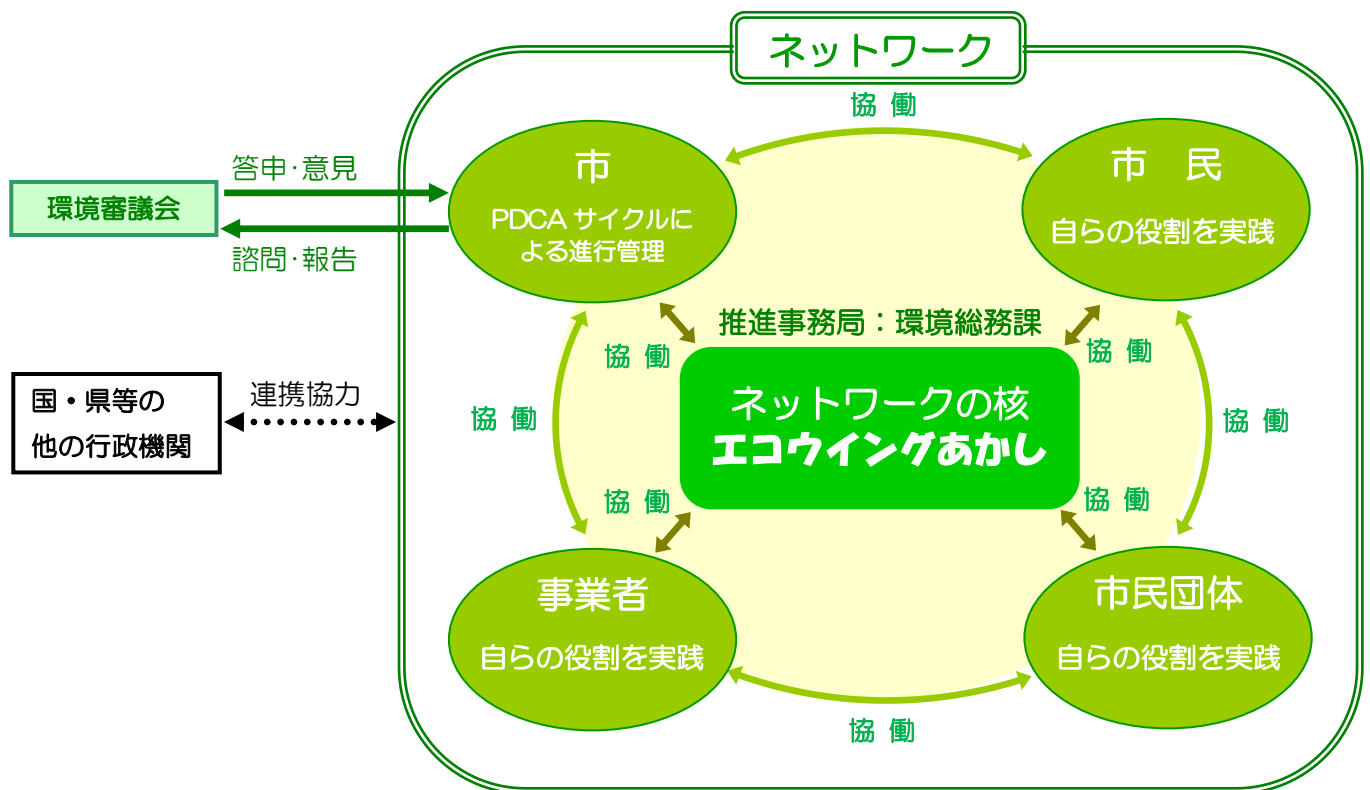 ネットワーク
協 働
答申・意見
環境審議会
諮問・報告
市
PDCA サイクルに
よる進行管理
市 民
自らの役割を実践
推進事務局：環境総務課
協 働
協 働
国・県等の
他の行政機関
連携協力
協 働
ネットワークの核
エコウイングあかし
協 働
協 働
協 働
事業者
自らの役割を実践
市民団体
自らの役割を実践
協 働